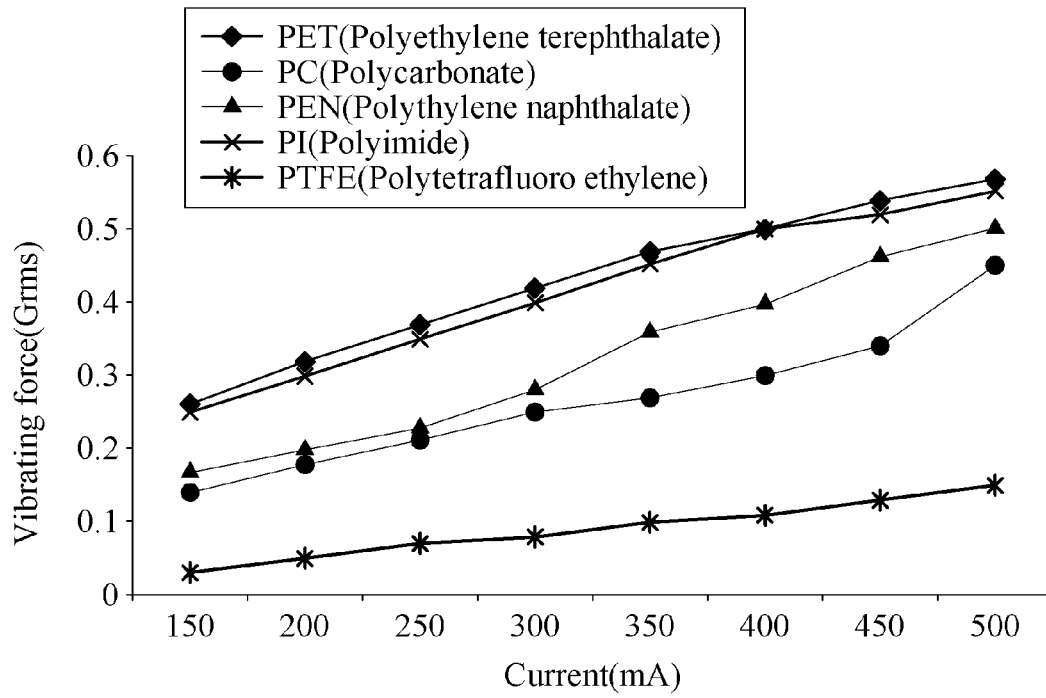 PET(Polyethylene terephthalate)
PC(Polycarbonate)
PEN(Polythylene naphthalate)
PI(Polyimide)
PTFE(Polytetrafluoro ethylene)
Vibrating force(Grms)
0.6
0.5
0.4
0.3
0.2
0.1
0
150 200 250 300 350 400 450 500
Current(mA)